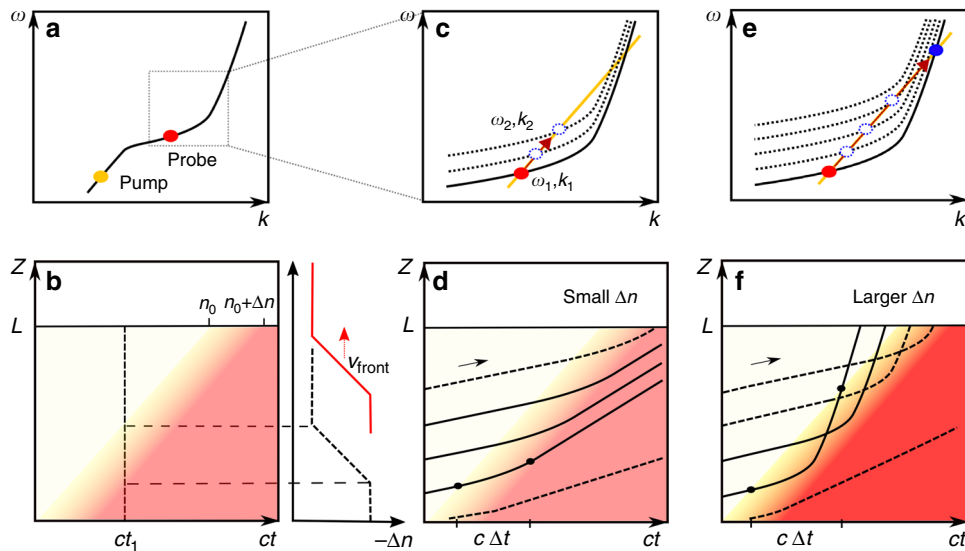 ω
a
Probe
Pump
k
ω
c
ω₂,k₂
ω₁,k₁
k
ω
e
k
Z
b
L
n₀
n₀+Δn
ct₁
ct
v_front
−Δn
Z
d
Small Δn
L
c Δt
ct
Z
f
Larger Δn
L
c Δt
ct